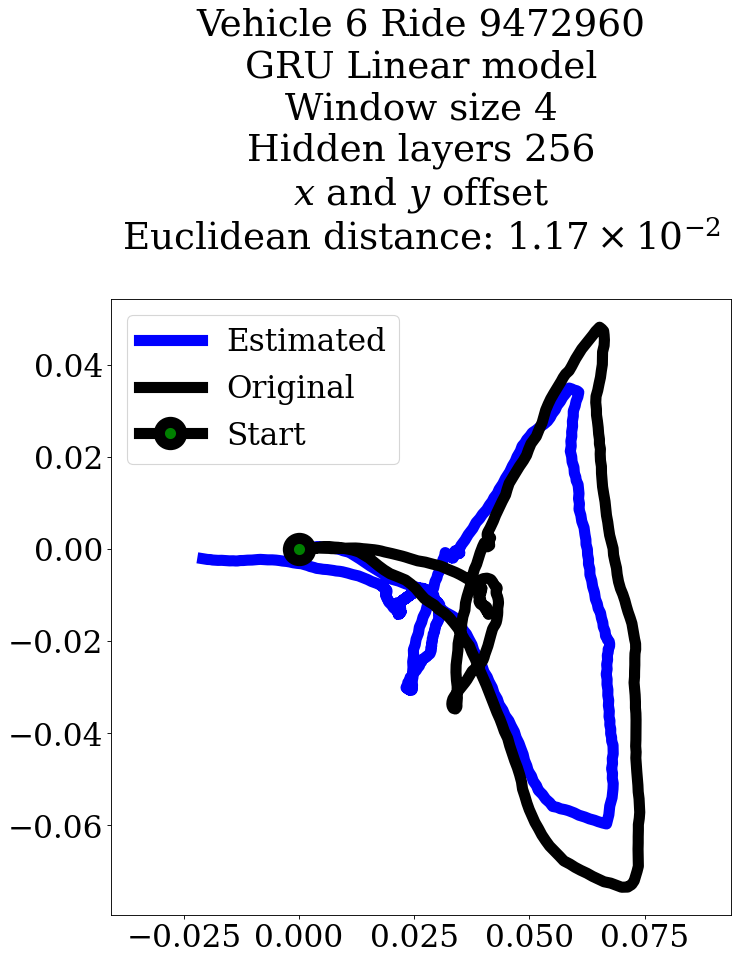 Vehicle 6 Ride 9472960
GRU Linear model
Window size 4
Hidden layers 256
x and y offset
Euclidean distance: 1.17 × 10⁻²
Estimated
Original
Start
0.04
0.02
0.00
−0.02
−0.04
−0.06
−0.025 0.000 0.025 0.050 0.075